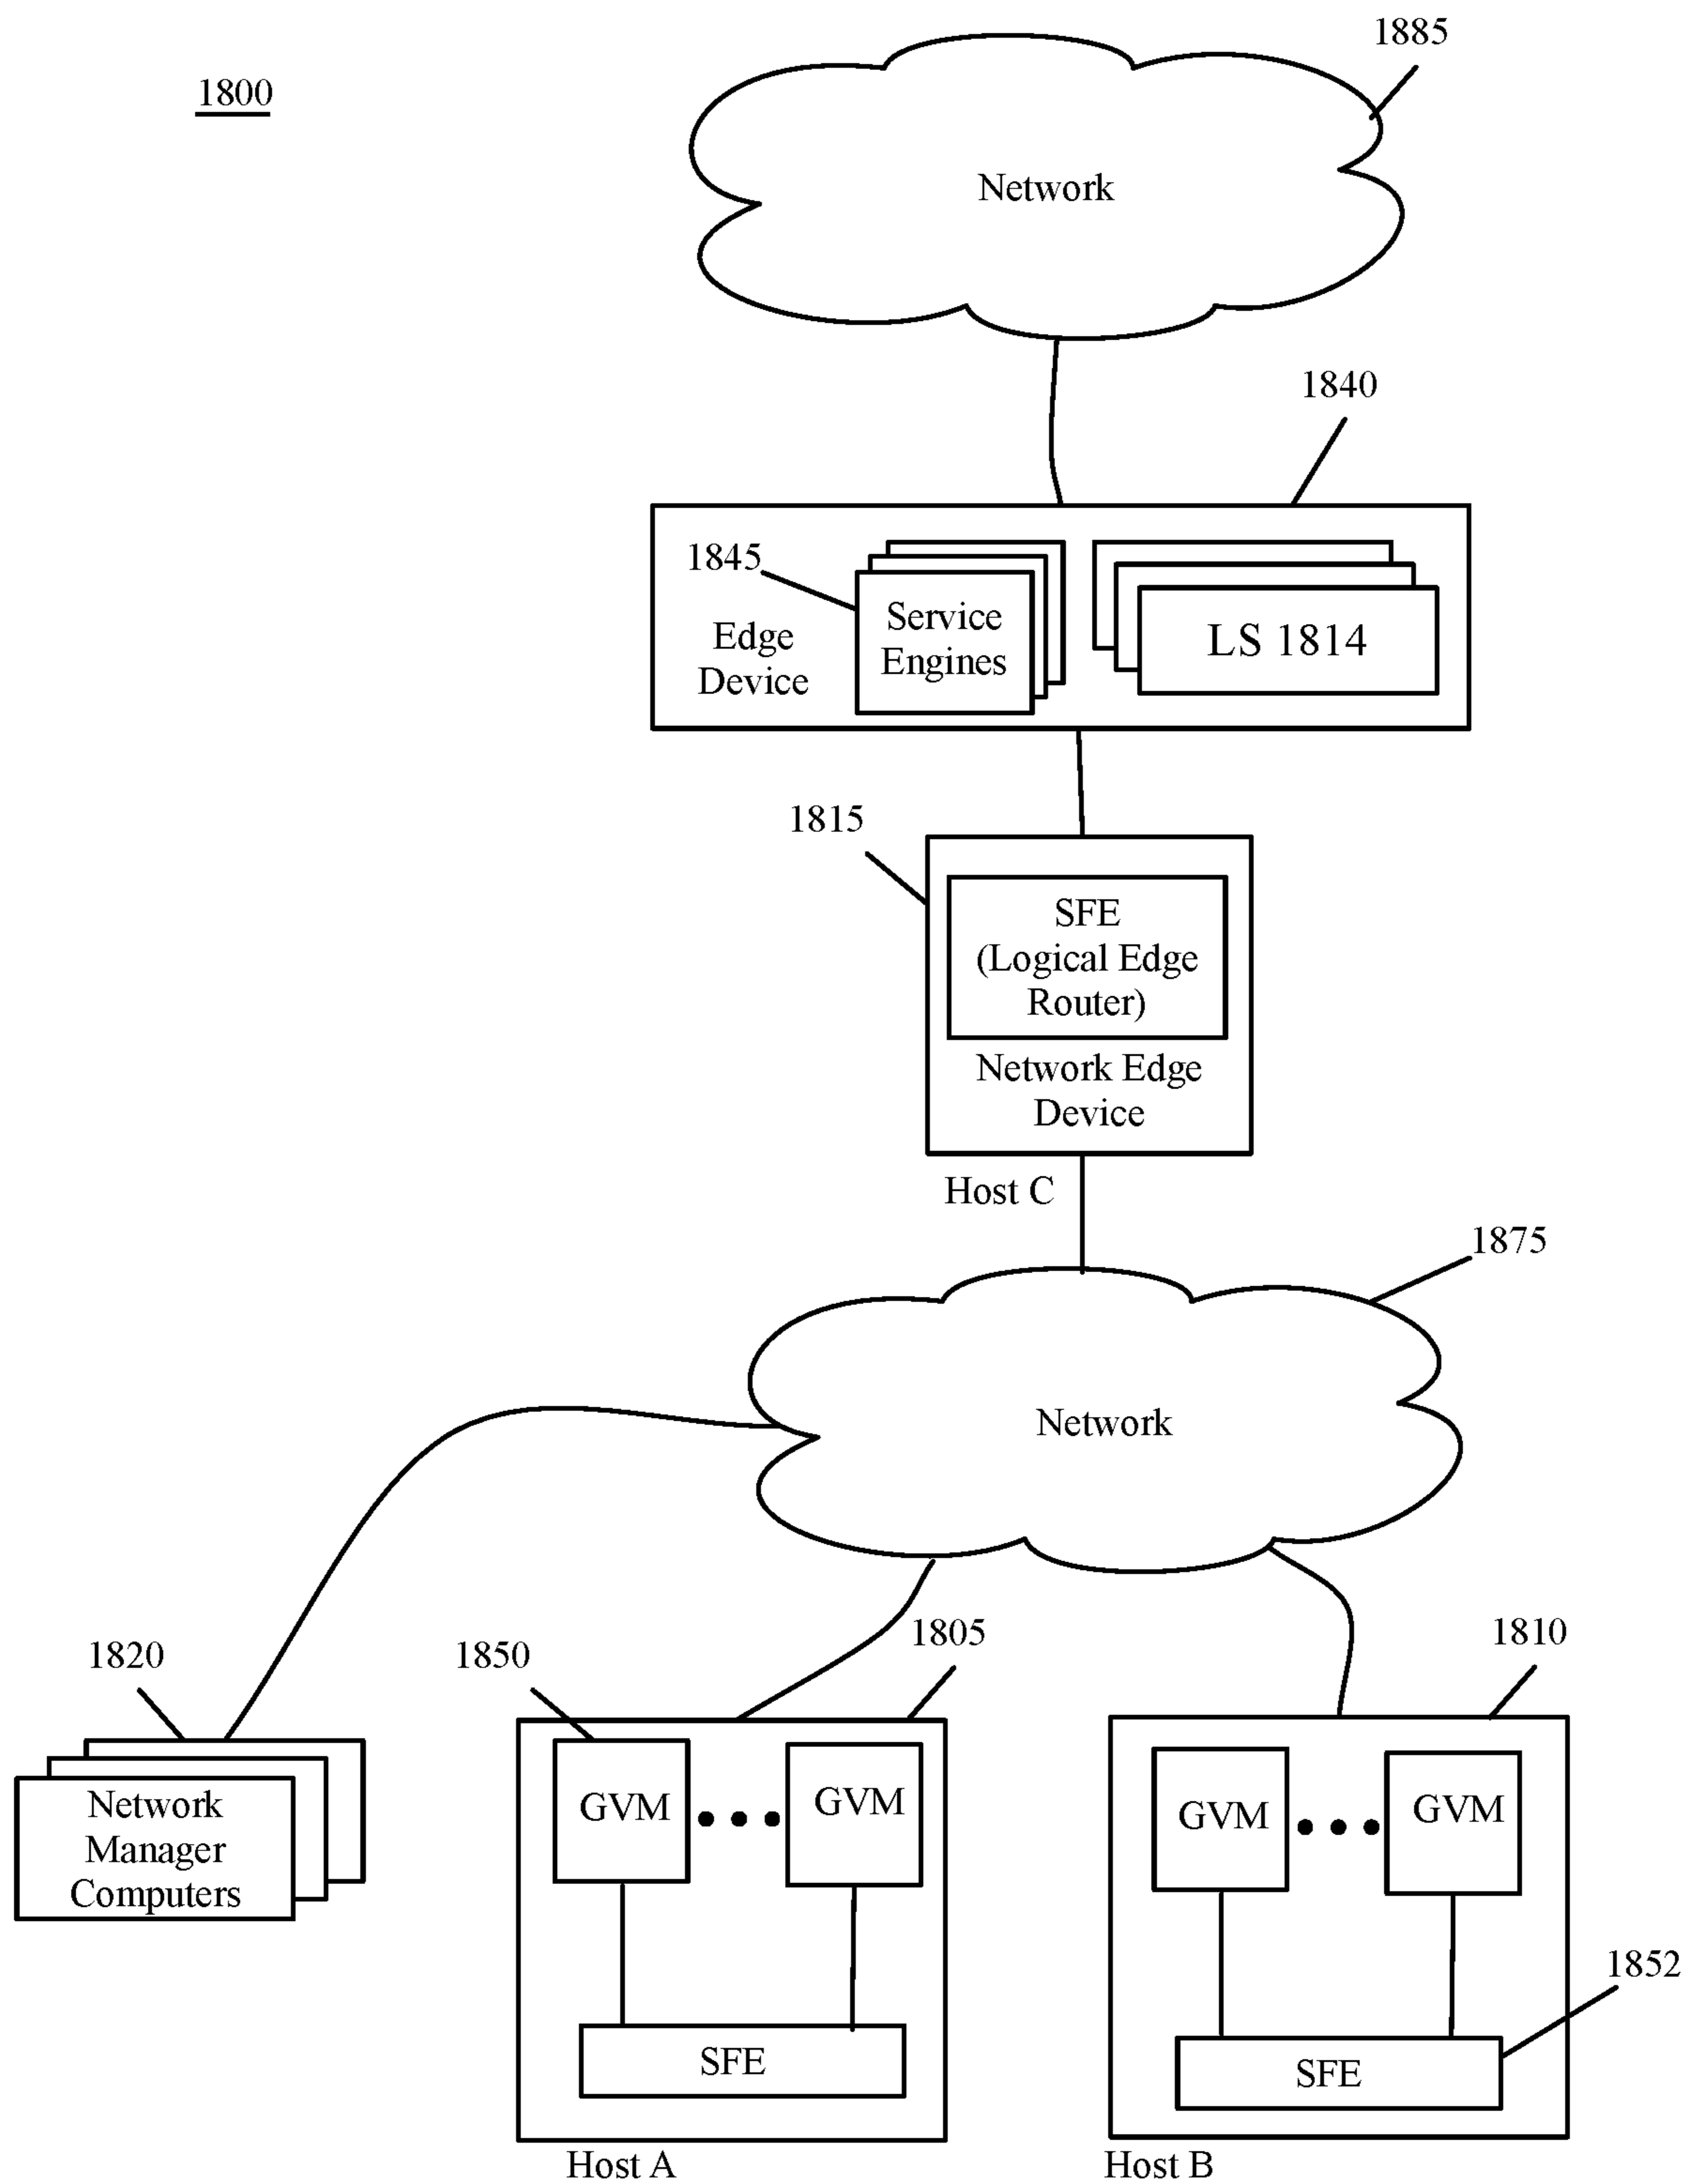 1885
1800
Network
1840
1845
Service
Engines
Edge
Device
LS 1814
1815
SFE
(Logical Edge
Router)
Network Edge
Device
Host C
1875
Network
1820
1850
1805
1810
Network
Manager
Computers
GVM
GVM
GVM
GVM
1852
SFE
SFE
Host A
Host B